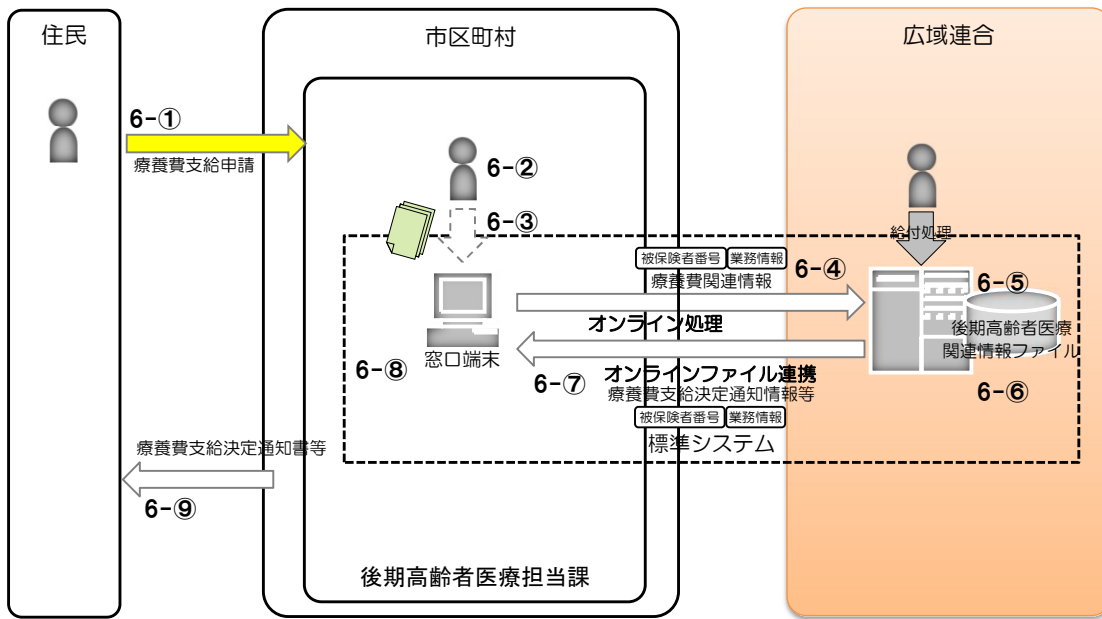 住民
市区町村
広域連合
6-①
療養費支給申請
6-②
6-③
給付処理
被保険者番号 業務情報
6-④
療養費関連情報
6-⑤
オンライン処理
後期高齢者医療
関連情報ファイル
窓口端末
6-⑧
6-⑦
オンラインファイル連携
療養費支給決定通知情報等
6-⑥
被保険者番号 業務情報
標準システム
療養費支給決定通知書等
6-⑨
後期高齢者医療担当課